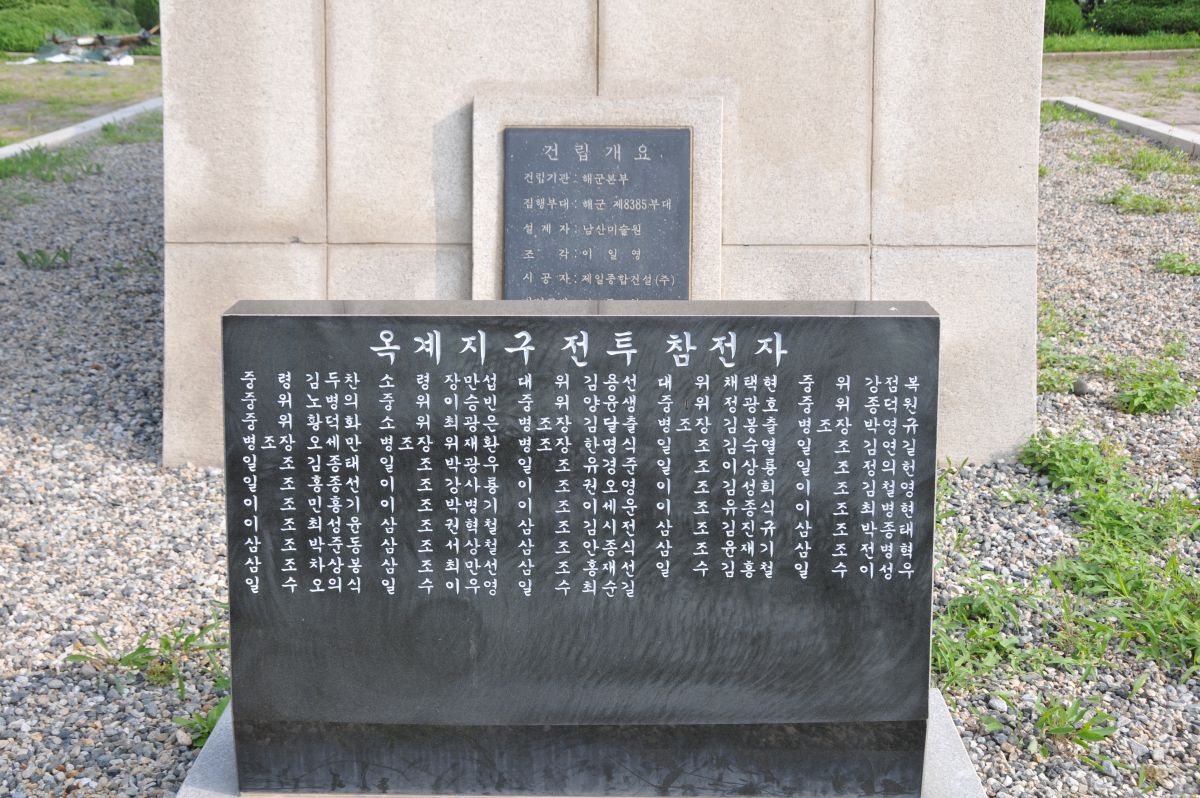 건립개요
건립기관 : 해군본부
집행부대 : 해군 제8385부대
설계자 : 남산미술원
조각 : 이일영
시공자 : 제일종합건설(주)
옥계지구 전투 참전자
중령 김두찬 소령 장만섭 대위 김용선 대위 채택현 중위 강점복
중위 노병의 중위 이승빈 중위 양윤생 중위 정광호 중위 종덕원
중위 황덕화 소위 최광은 병조장 김달출 병조장 김봉출 병조장 박영규
병조장 오세만 병조장 위재환 병조장 한명식 일조 김숙열 일조 김연길
일조 김종태 일조 박광우 일조 유경준 일조 이상룡 일조 정의헌
일조 홍종선 이조 강사룡 이조 권오영 이조 김성희 이조 김철영
이조 민홍기 이조 박병기 이조 이세운 이조 유종식 이조 최병현
이조 최성윤 삼조 권혁철 삼조 김시전 삼조 김진규 삼조 박종태
삼조 박준동 삼조 서상철 삼조 안종식 삼조 윤재기 삼조 전병혁
삼조 차상봉 삼조 최만선 삼조 홍재선 일수 김홍철 일수 이성우
일수 오의식 일수 이우영 일수 최순길